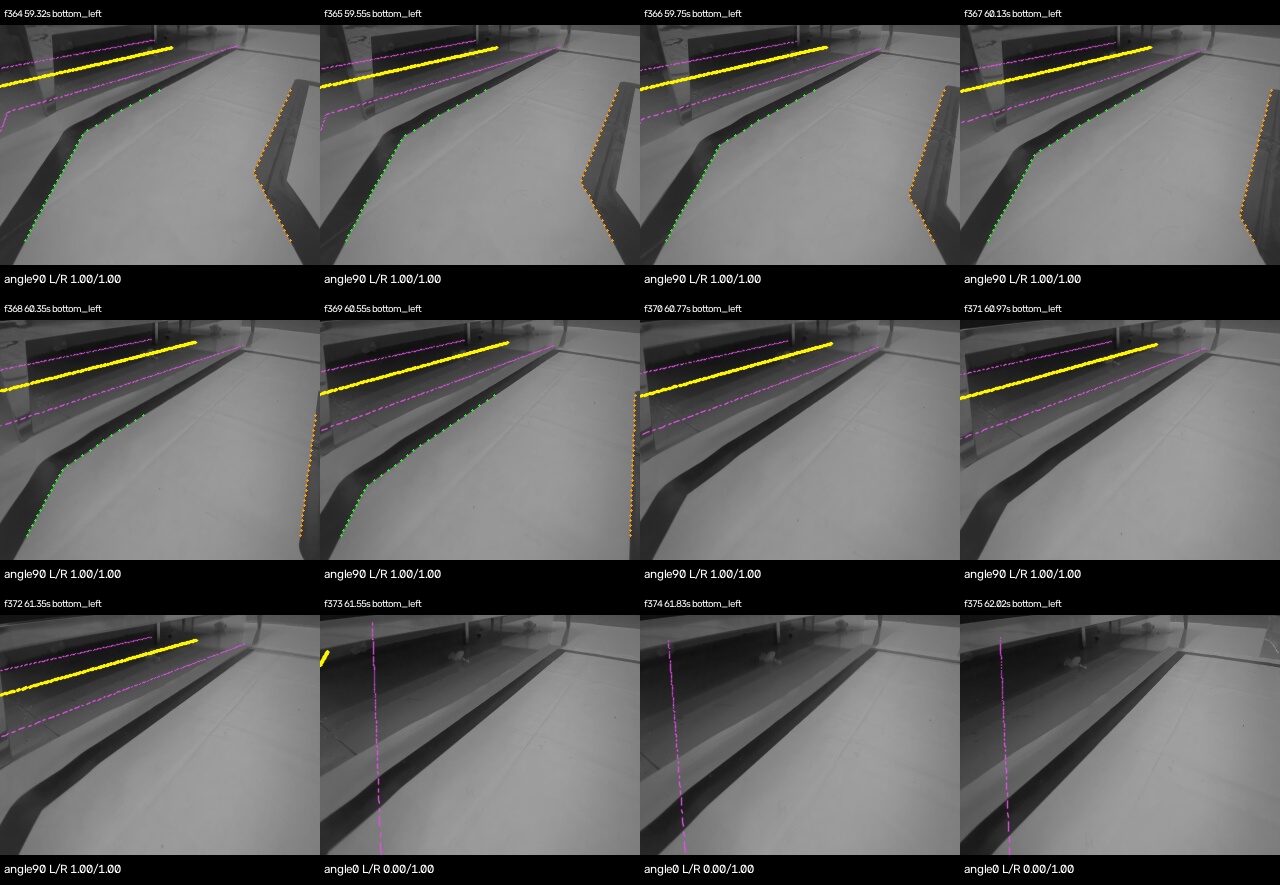 f364 59.32s bottom_left
f365 59.55s bottom_left
f366 59.75s bottom_left
f367 60.13s bottom_left
angle90 L/R 1.00/1.00
angle90 L/R 1.00/1.00
angle90 L/R 1.00/1.00
angle90 L/R 1.00/1.00
f368 60.35s bottom_left
f369 60.55s bottom_left
f370 60.77s bottom_left
f371 60.97s bottom_left
angle90 L/R 1.00/1.00
angle90 L/R 1.00/1.00
angle90 L/R 1.00/1.00
angle90 L/R 1.00/1.00
f372 61.35s bottom_left
f373 61.55s bottom_left
f374 61.83s bottom_left
f375 62.02s bottom_left
angle90 L/R 1.00/1.00
angle0 L/R 0.00/1.00
angle0 L/R 0.00/1.00
angle0 L/R 0.00/1.00